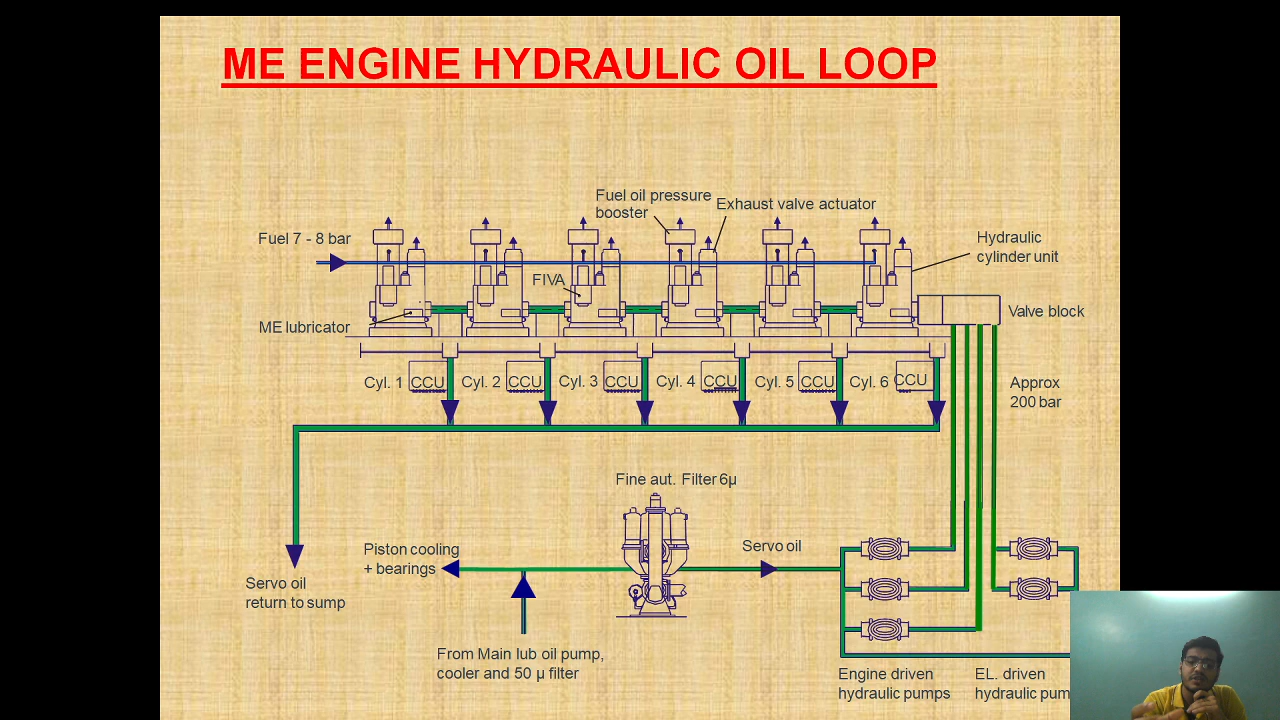 ME ENGINE HYDRAULIC OIL LOOP
Fuel oil pressure
booster
Exhaust valve actuator
Fuel 7 - 8 bar
Hydraulic
cylinder unit
FIVA
ME lubricator
Valve block
Cyl. 1 CCU Cyl. 2 CCU Cyl. 3 CCU Cyl. 4 CCU Cyl. 5 CCU Cyl. 6 CCU
Approx
200 bar
Fine aut. Filter 6µ
Piston cooling
+ bearings
Servo oil
Servo oil
return to sump
From Main lub oil pump,
cooler and 50 µ filter
Engine driven
hydraulic pumps
EL. driven
hydraulic pum